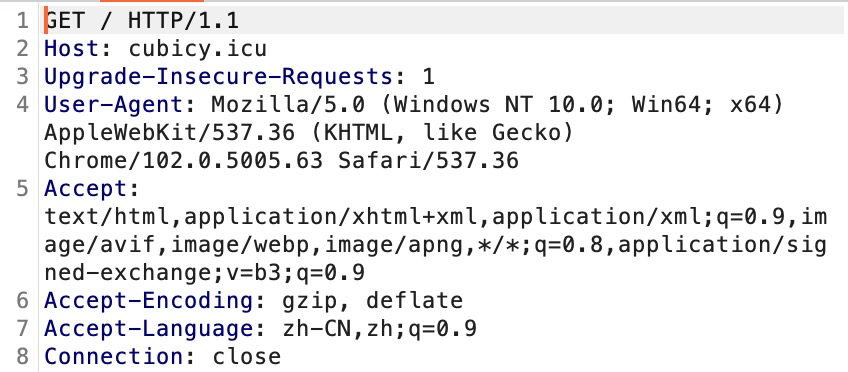 1 GET / HTTP/1.1
2 Host: cubicy.icu
3 Upgrade-Insecure-Requests: 1
4 User-Agent: Mozilla/5.0 (Windows NT 10.0; Win64; x64)
AppleWebKit/537.36 (KHTML, like Gecko)
Chrome/102.0.5005.63 Safari/537.36
5 Accept:
text/html,application/xhtml+xml,application/xml;q=0.9,im
age/avif,image/webp,image/apng,*/*;q=0.8,application/sig
ned-exchange;v=b3;q=0.9
6 Accept-Encoding: gzip, deflate
7 Accept-Language: zh-CN,zh;q=0.9
8 Connection: close